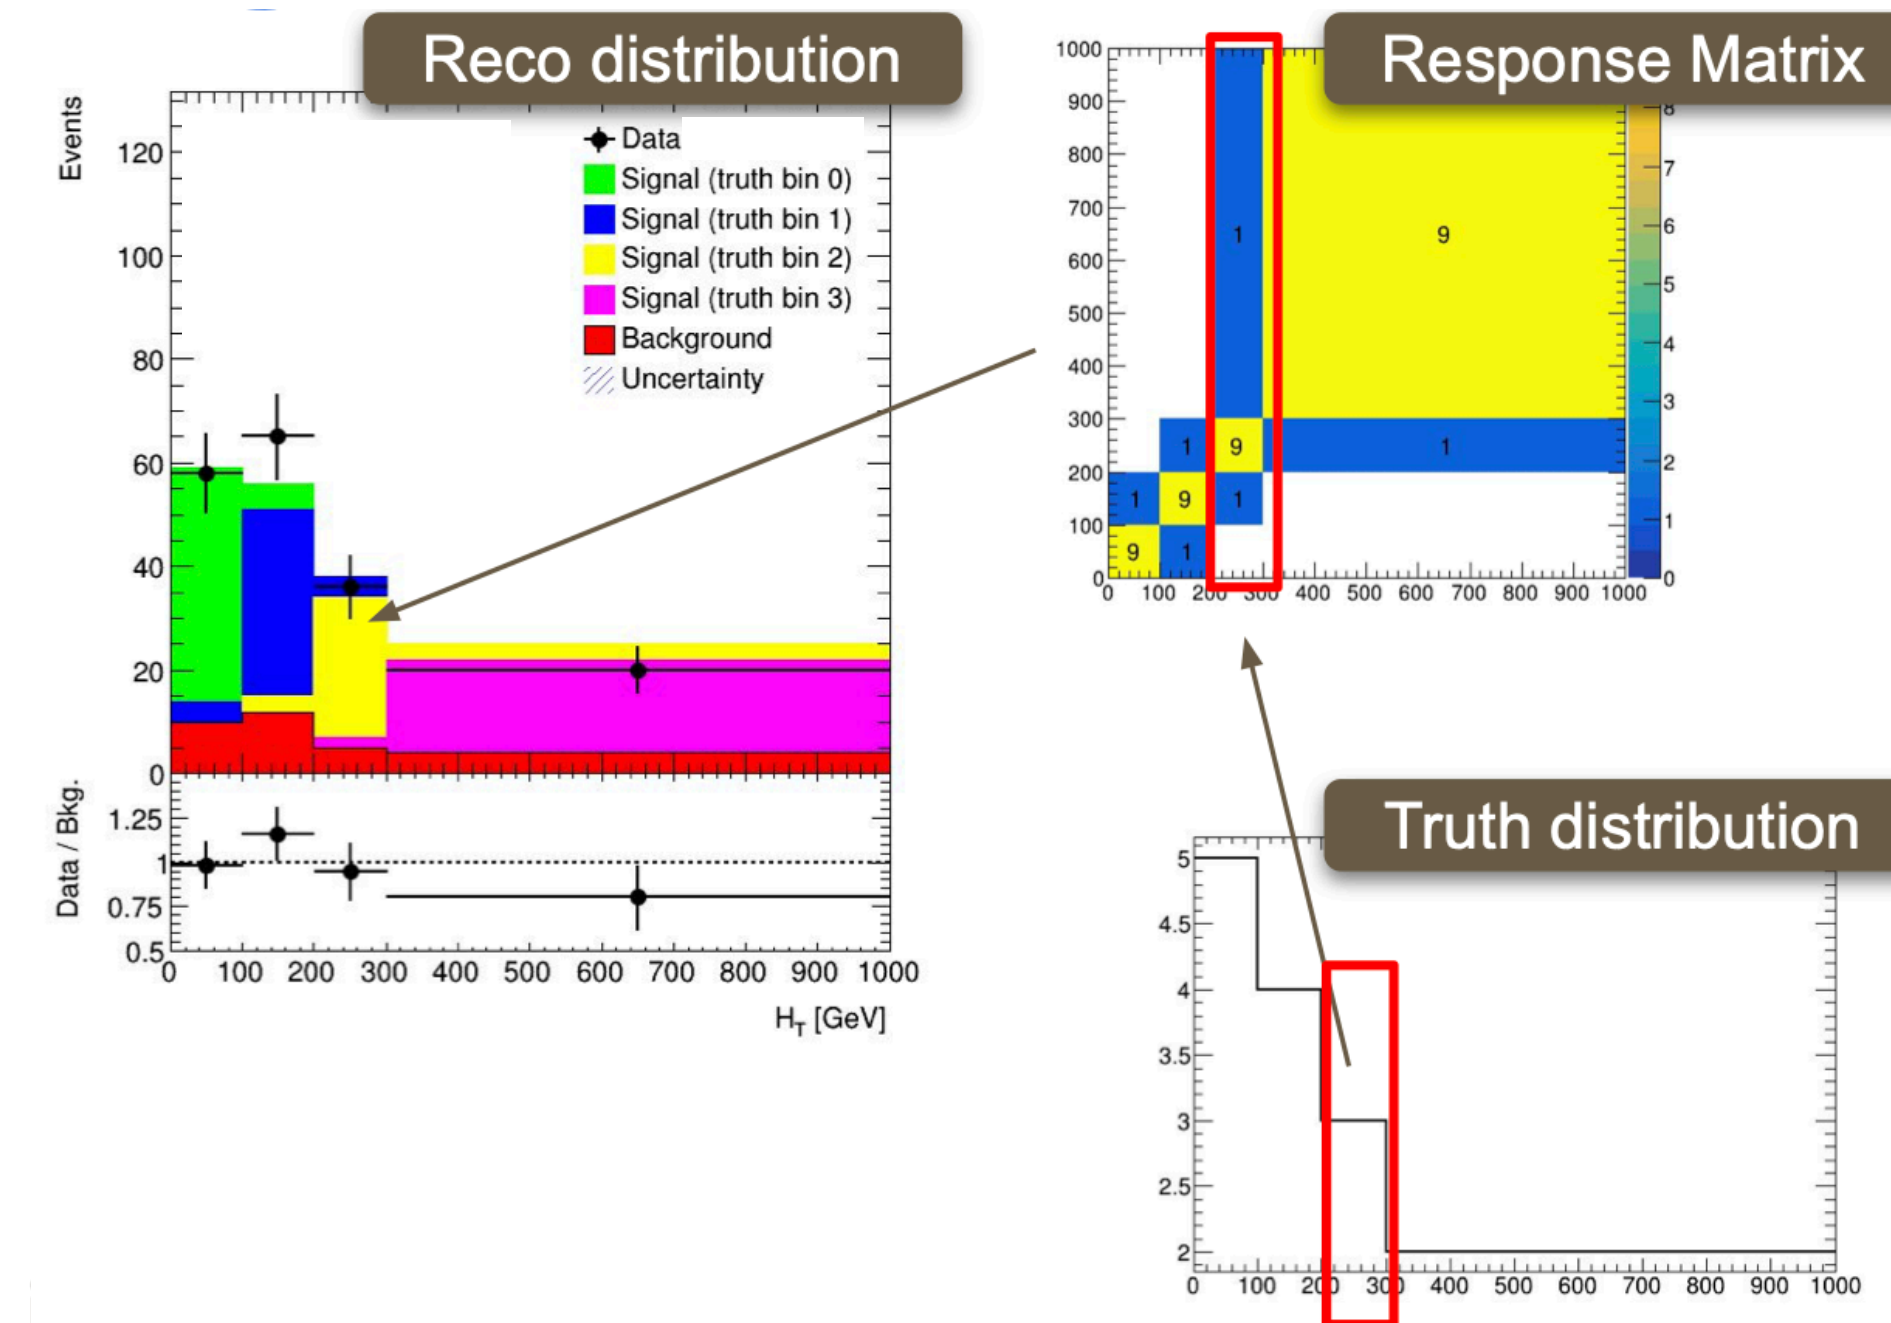 Reco distribution
Events
120
100
80
60
40
20
0
Data
Signal (truth bin 0)
Signal (truth bin 1)
Signal (truth bin 2)
Signal (truth bin 3)
Background
Uncertainty
Data / Bkg.
1.25
1
0.75
0.5
0 100 200 300 400 500 600 700 800 900 1000
H_T [GeV]
Response Matrix
1000
900
800
700
600
500
400
300
200
100
0
1 9
1 9 1
1 9 1
9 1
0 100 200 300 400 500 600 700 800 900 1000
8
7
6
5
4
3
2
1
0
Truth distribution
5
4.5
4
3.5
3
2.5
2
0 100 200 300 400 500 600 700 800 900 1000